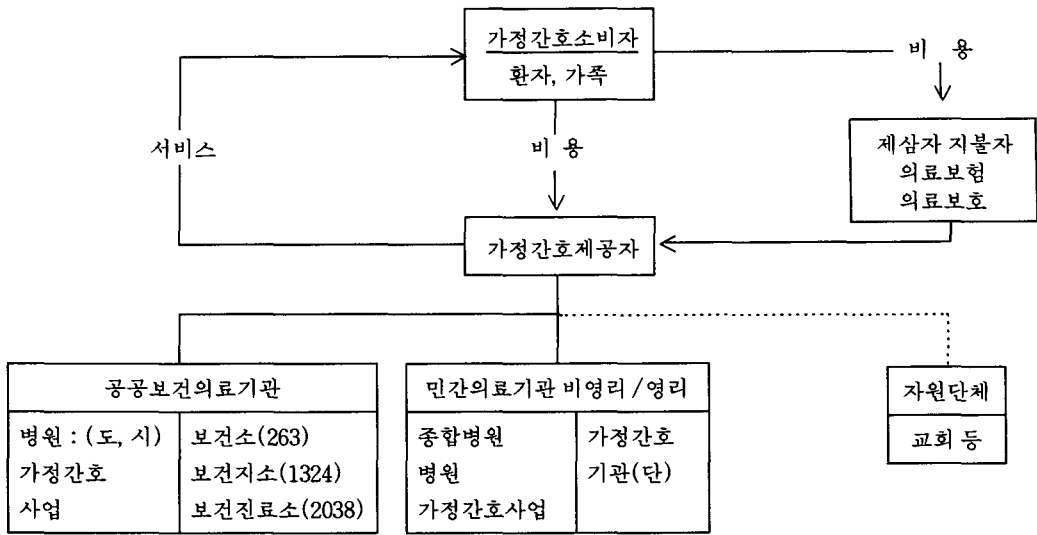 가정간호소비자
환자, 가족
비 용
서비스
비 용
제삼자 지불자
의료보험
의료보호
가정간호제공자
공공보건의료기관
병원 : (도, 시)
가정간호
사업
보건소(263)
보건지소(1324)
보건진료소(2038)
민간의료기관 비영리 / 영리
종합병원
병원
가정간호사업
가정간호
기관(단)
자원단체
교회 등